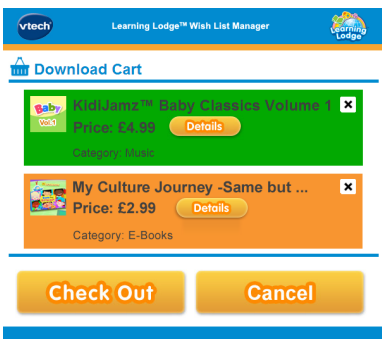 vtech
Learning Lodge™ Wish List Manager
Learning
Lodge
Download Cart
Baby
Vol.1
KidiJamz™ Baby Classics Volume 1
Price: £4.99
Details
Category: Music
My Culture Journey -Same but ...
Price: £2.99
Details
Category: E-Books
Check Out
Cancel